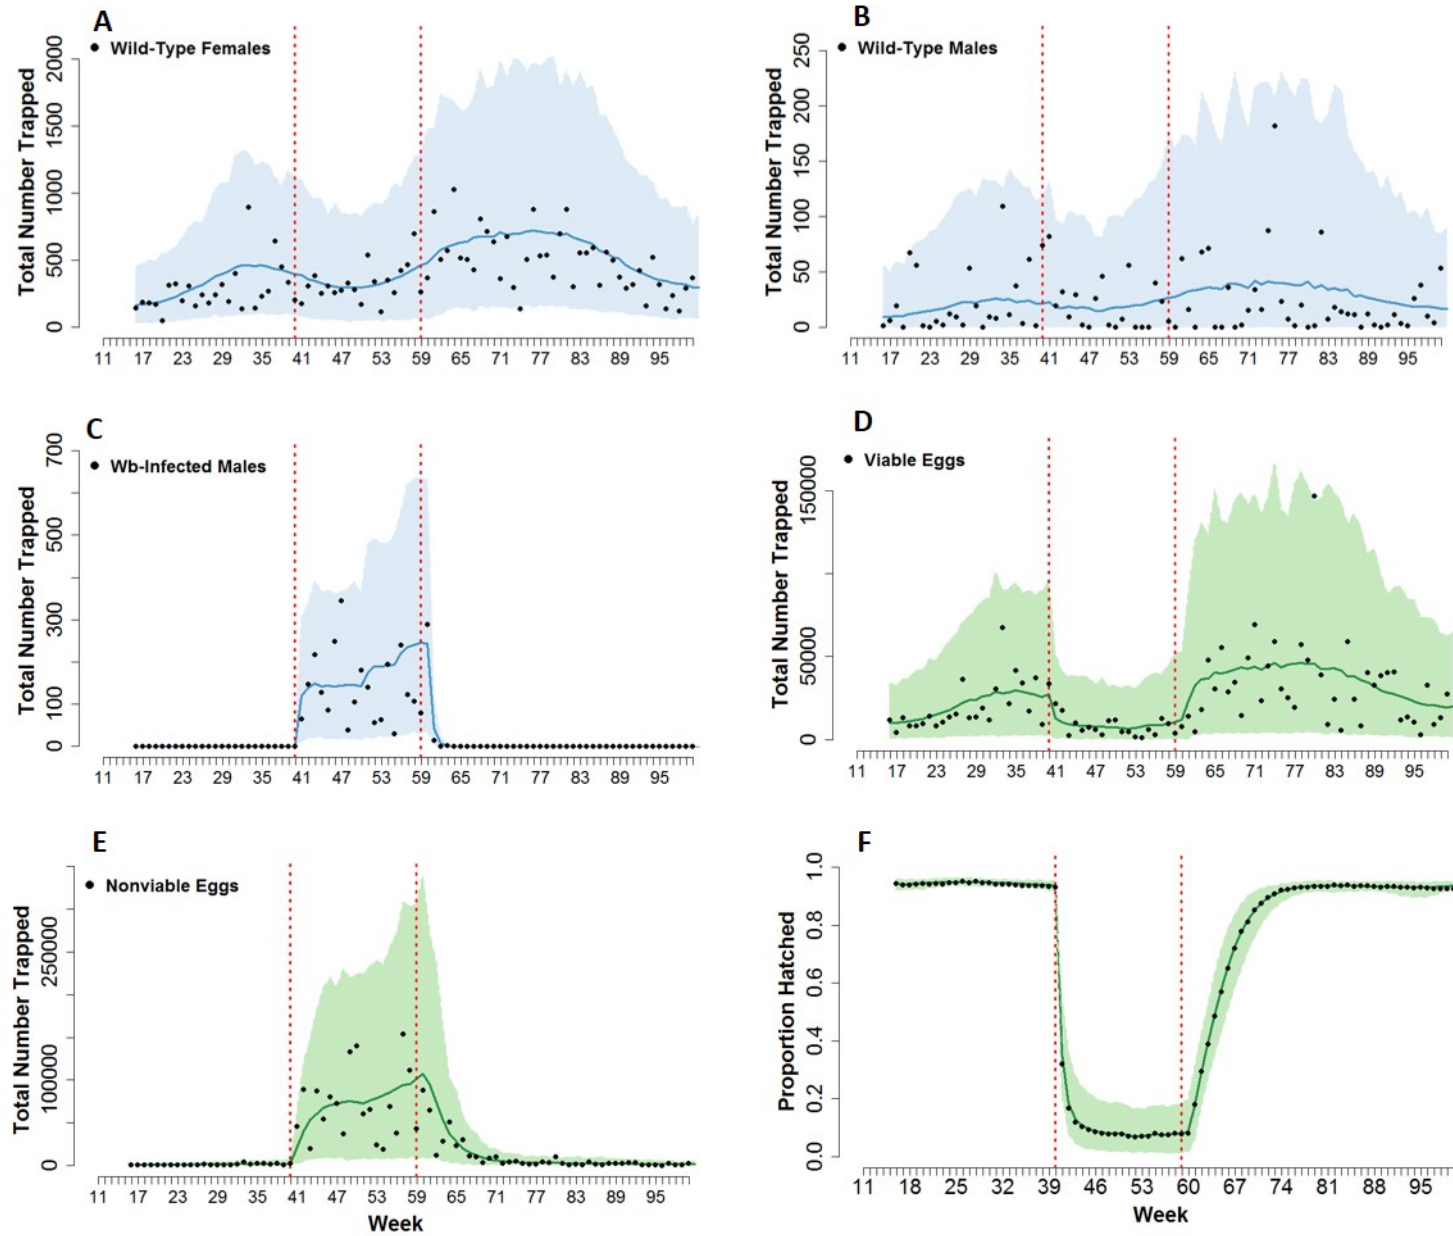 A
Wild-Type Females
Total Number Trapped
0 500 1000 1500 2000
11 17 23 29 35 41 47 53 59 65 71 77 83 89 95
B
Wild-Type Males
Total Number Trapped
0 50 100 150 200 250
11 17 23 29 35 41 47 53 59 65 71 77 83 89 95
C
Wb-Infected Males
Total Number Trapped
0 100 300 500 700
11 17 23 29 35 41 47 53 59 65 71 77 83 89 95
D
Viable Eggs
Total Number Trapped
0 50000 150000
11 17 23 29 35 41 47 53 59 65 71 77 83 89 95
E
Nonviable Eggs
Total Number Trapped
0 100000 250000
11 17 23 29 35 41 47 53 59 65 71 77 83 89 95
Week
F
Proportion Hatched
0.0 0.2 0.4 0.6 0.8 1.0
11 18 25 32 39 46 53 60 67 74 81 88 95
Week